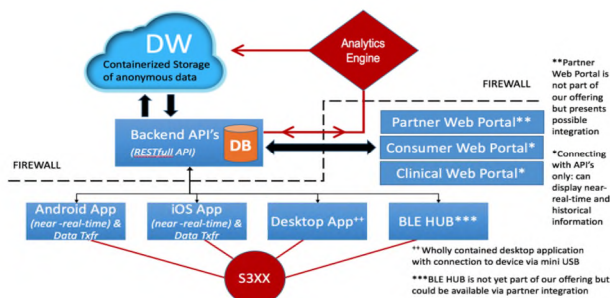 DW
Containerized Storage
of anonymous data
Analytics
Engine
FIREWALL
**Partner
Web Portal is
not part of
our offering
but presents
possible
integration
Backend API's
(RESTfull API)
DB
Partner Web Portal**
Consumer Web Portal*
Clinical Web Portal*
*Connecting
with API's
only: can
display near-
real-time and
historical
information
FIREWALL
Android App
(near -real-time) &
Data Txfr
iOS App
(near -real-time) &
Data Txfr
Desktop App++
BLE HUB***
++ Wholly contained desktop application
with connection to device via mini USB
S3XX
***BLE HUB is not yet part of our offering but
could be available via partner integration